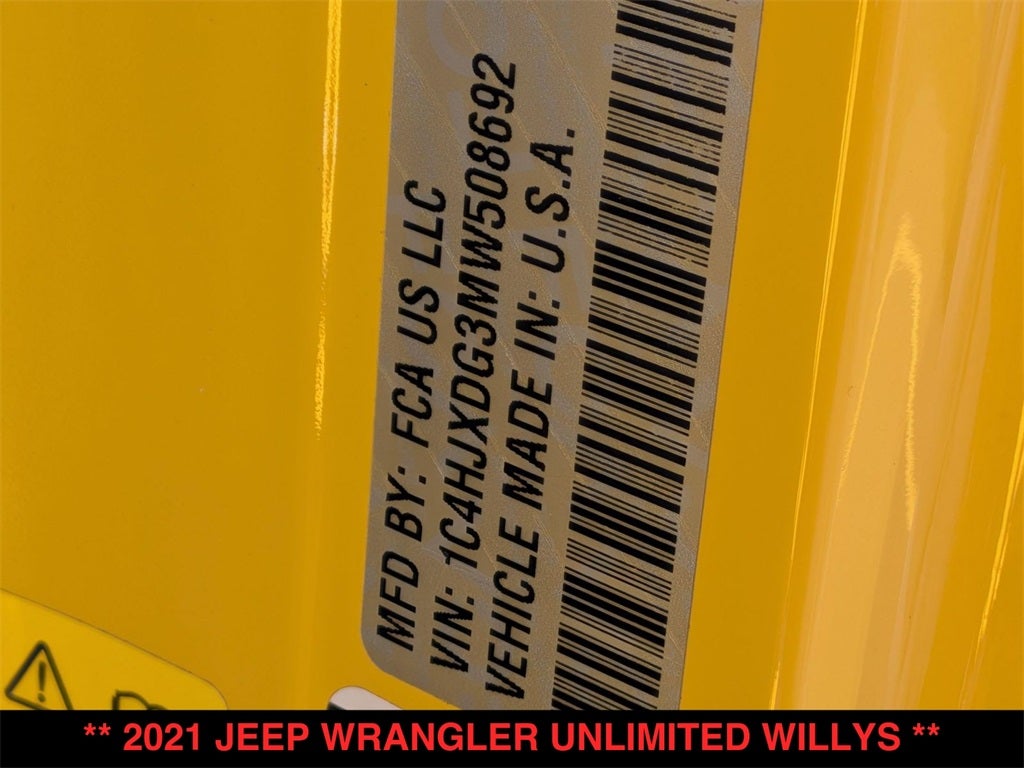 MFD BY: FCA US LLC
VIN: 1C4HJXDG3MW508692
VEHICLE MADE IN: U.S.A.
** 2021 JEEP WRANGLER UNLIMITED WILLYS **